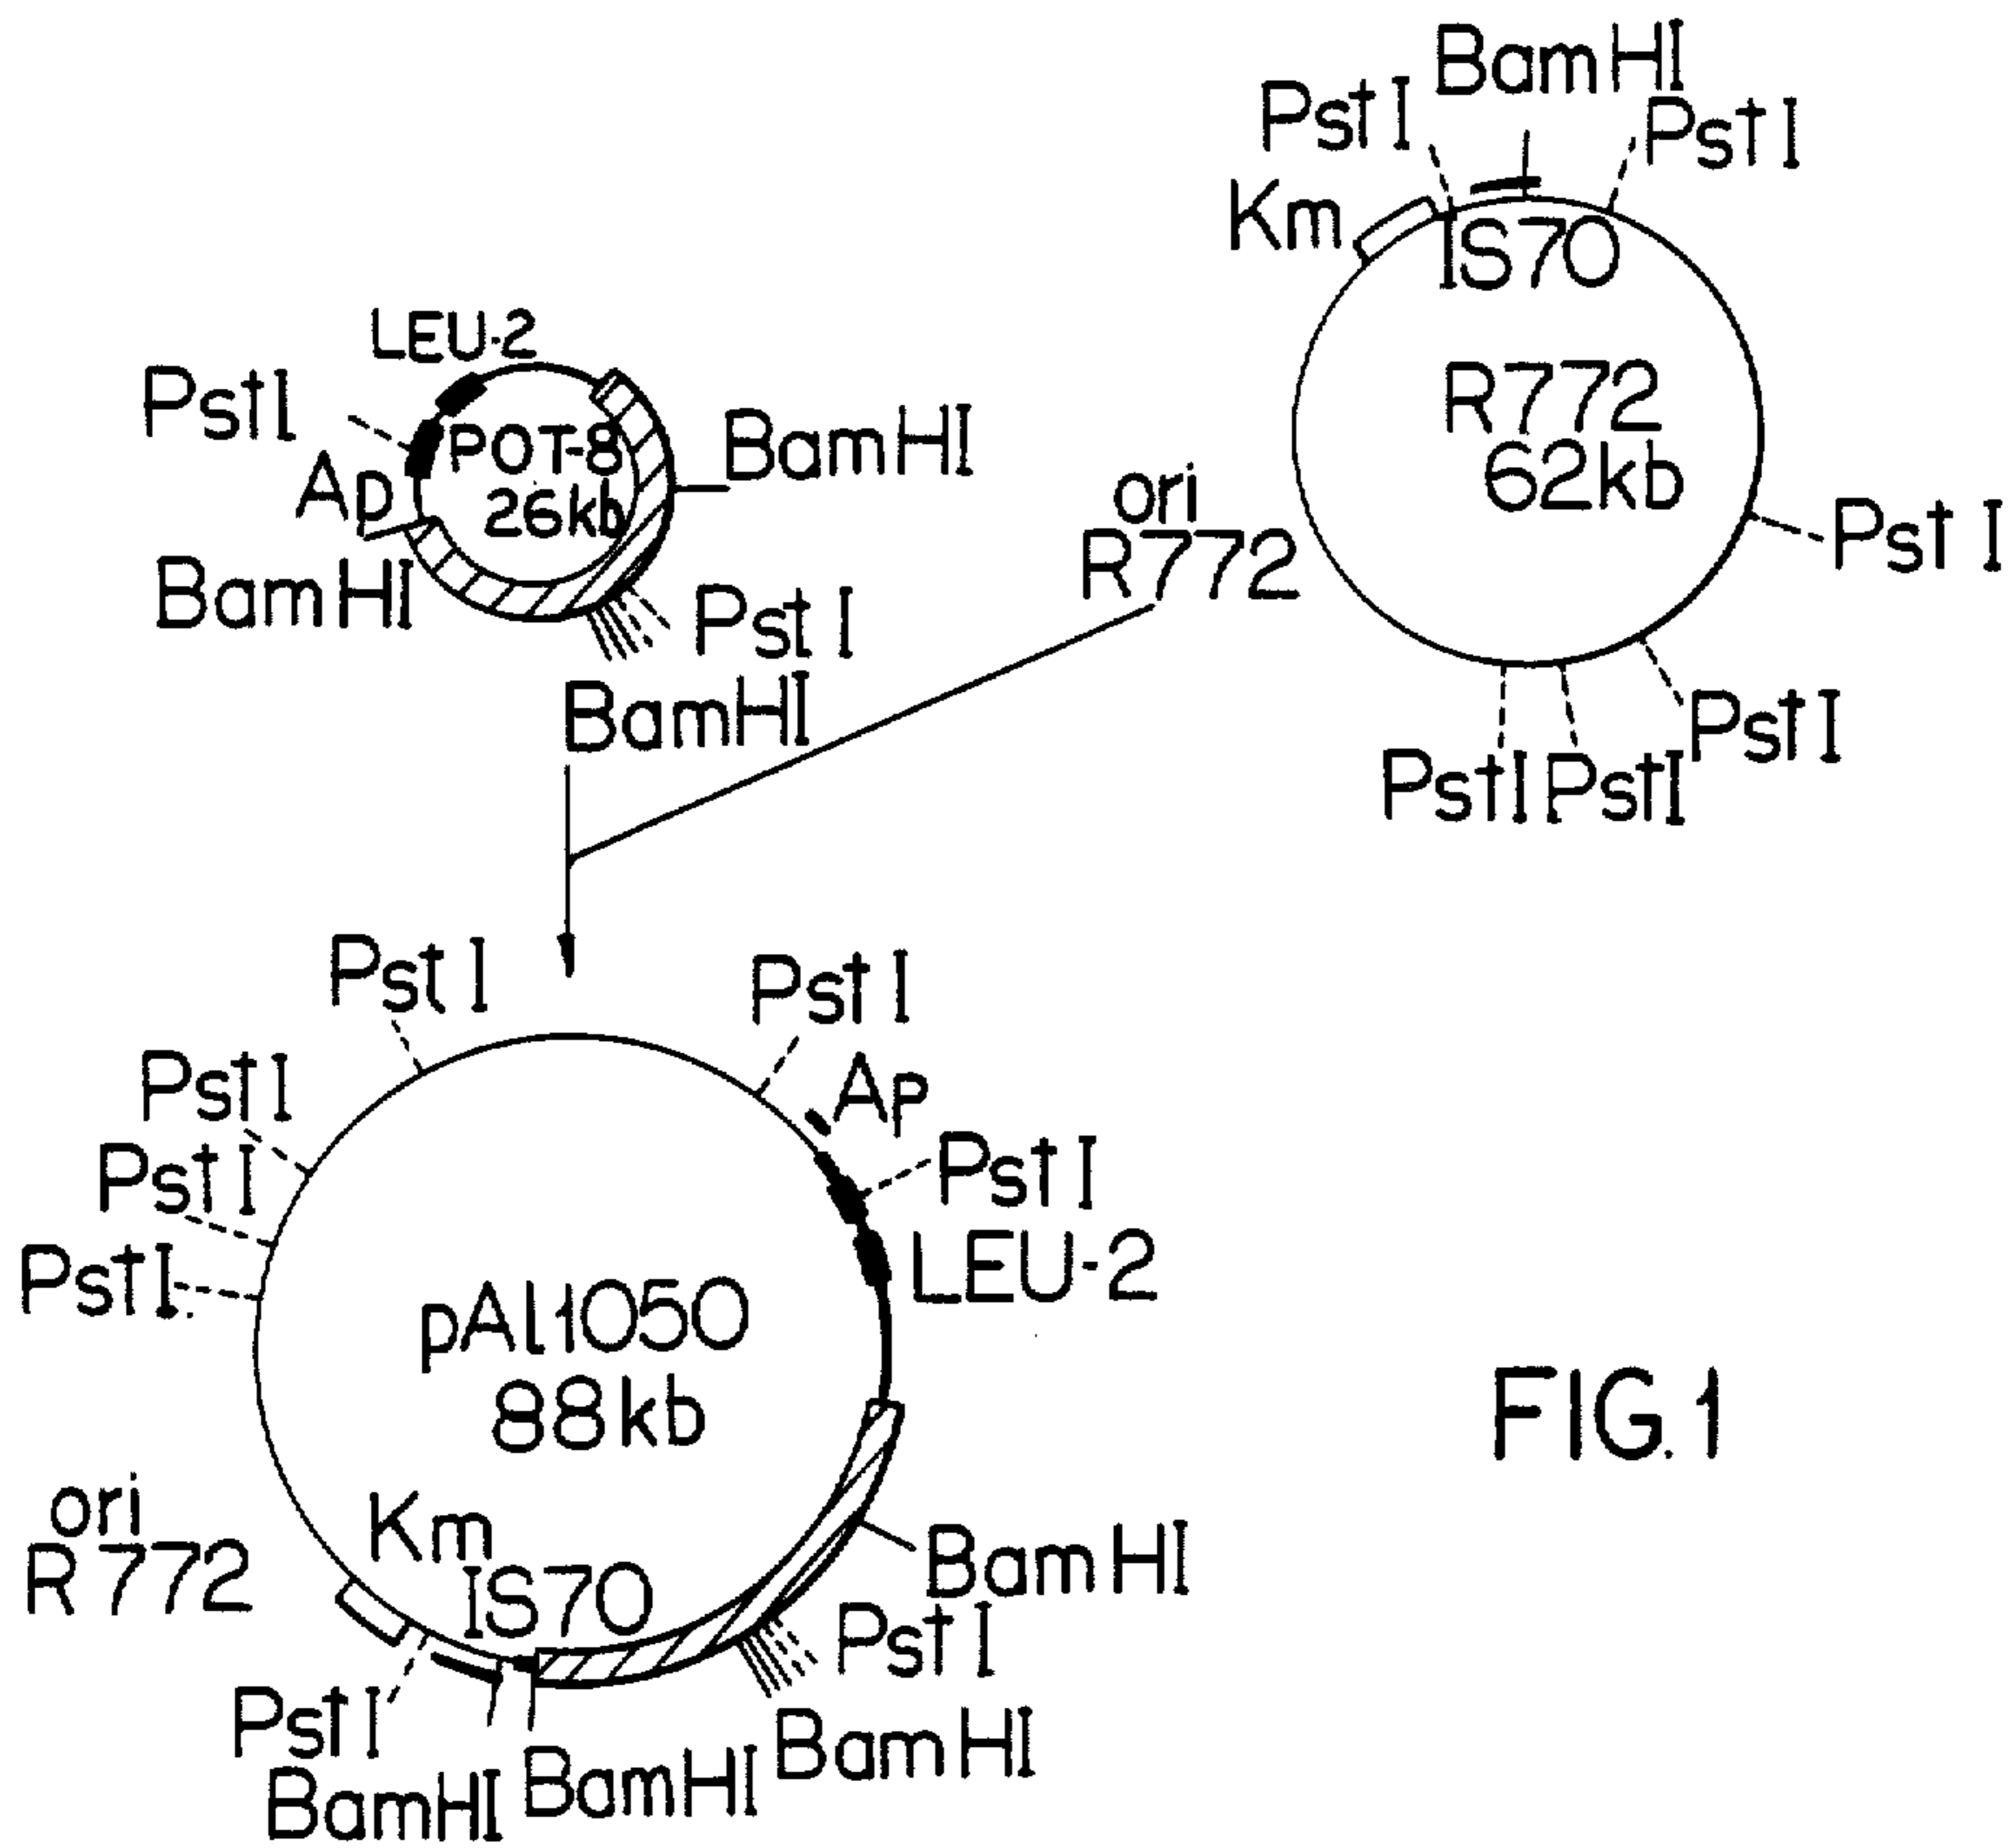 BamHI
PstI
PstI
Km
IS70
R772
62kb
PstI
PstI
PstI
PstI
ori
R772
LEU-2
PstI
POT-8
26kb
Ap
BamHI
BamHI
PstI
BamHI
PstI
PstI
Ap
PstI
PstI
PstI
PstI
LEU-2
pAl1050
88kb
FIG.1
ori
R772
Km
IS70
BamHI
PstI
PstI
BamHI
BamHI
BamHI